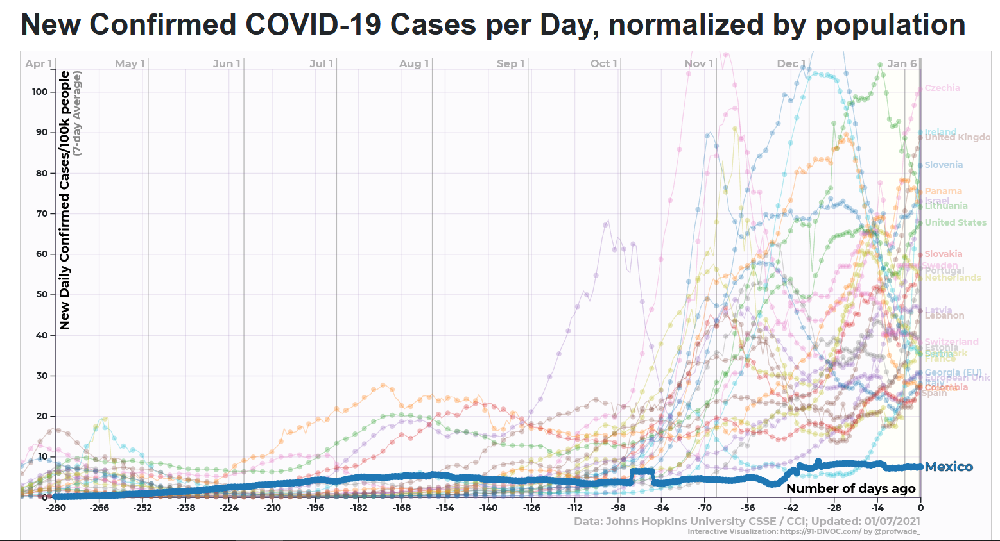 New Confirmed COVID-19 Cases per Day, normalized by population
Apr 1 May 1 Jun 1 Jul 1 Aug 1 Sep 1 Oct 1 Nov 1 Dec 1 Jan 6
New Daily Confirmed Cases/100k people
(7-day Average)
100
90
80
70
60
50
40
30
20
10
0
Czechia
Ireland
United Kingdo
Slovenia
Panama
Israel
Lithuania
United States
Slovakia
Sweden
Portugal
Netherlands
Latvia
Lebanon
Switzerland
Estonia
Serbia
France
Georgia (EU)
European Unio
Italy
Colombia
Spain
Mexico
Number of days ago
-280 -266 -252 -238 -224 -210 -196 -182 -168 -154 -140 -126 -112 -98 -84 -70 -56 -42 -28 -14 0
Data: Johns Hopkins University CSSE / CCI; Updated: 01/07/2021
Interactive Visualization: https://91-DIVOC.com/ by @profwade_